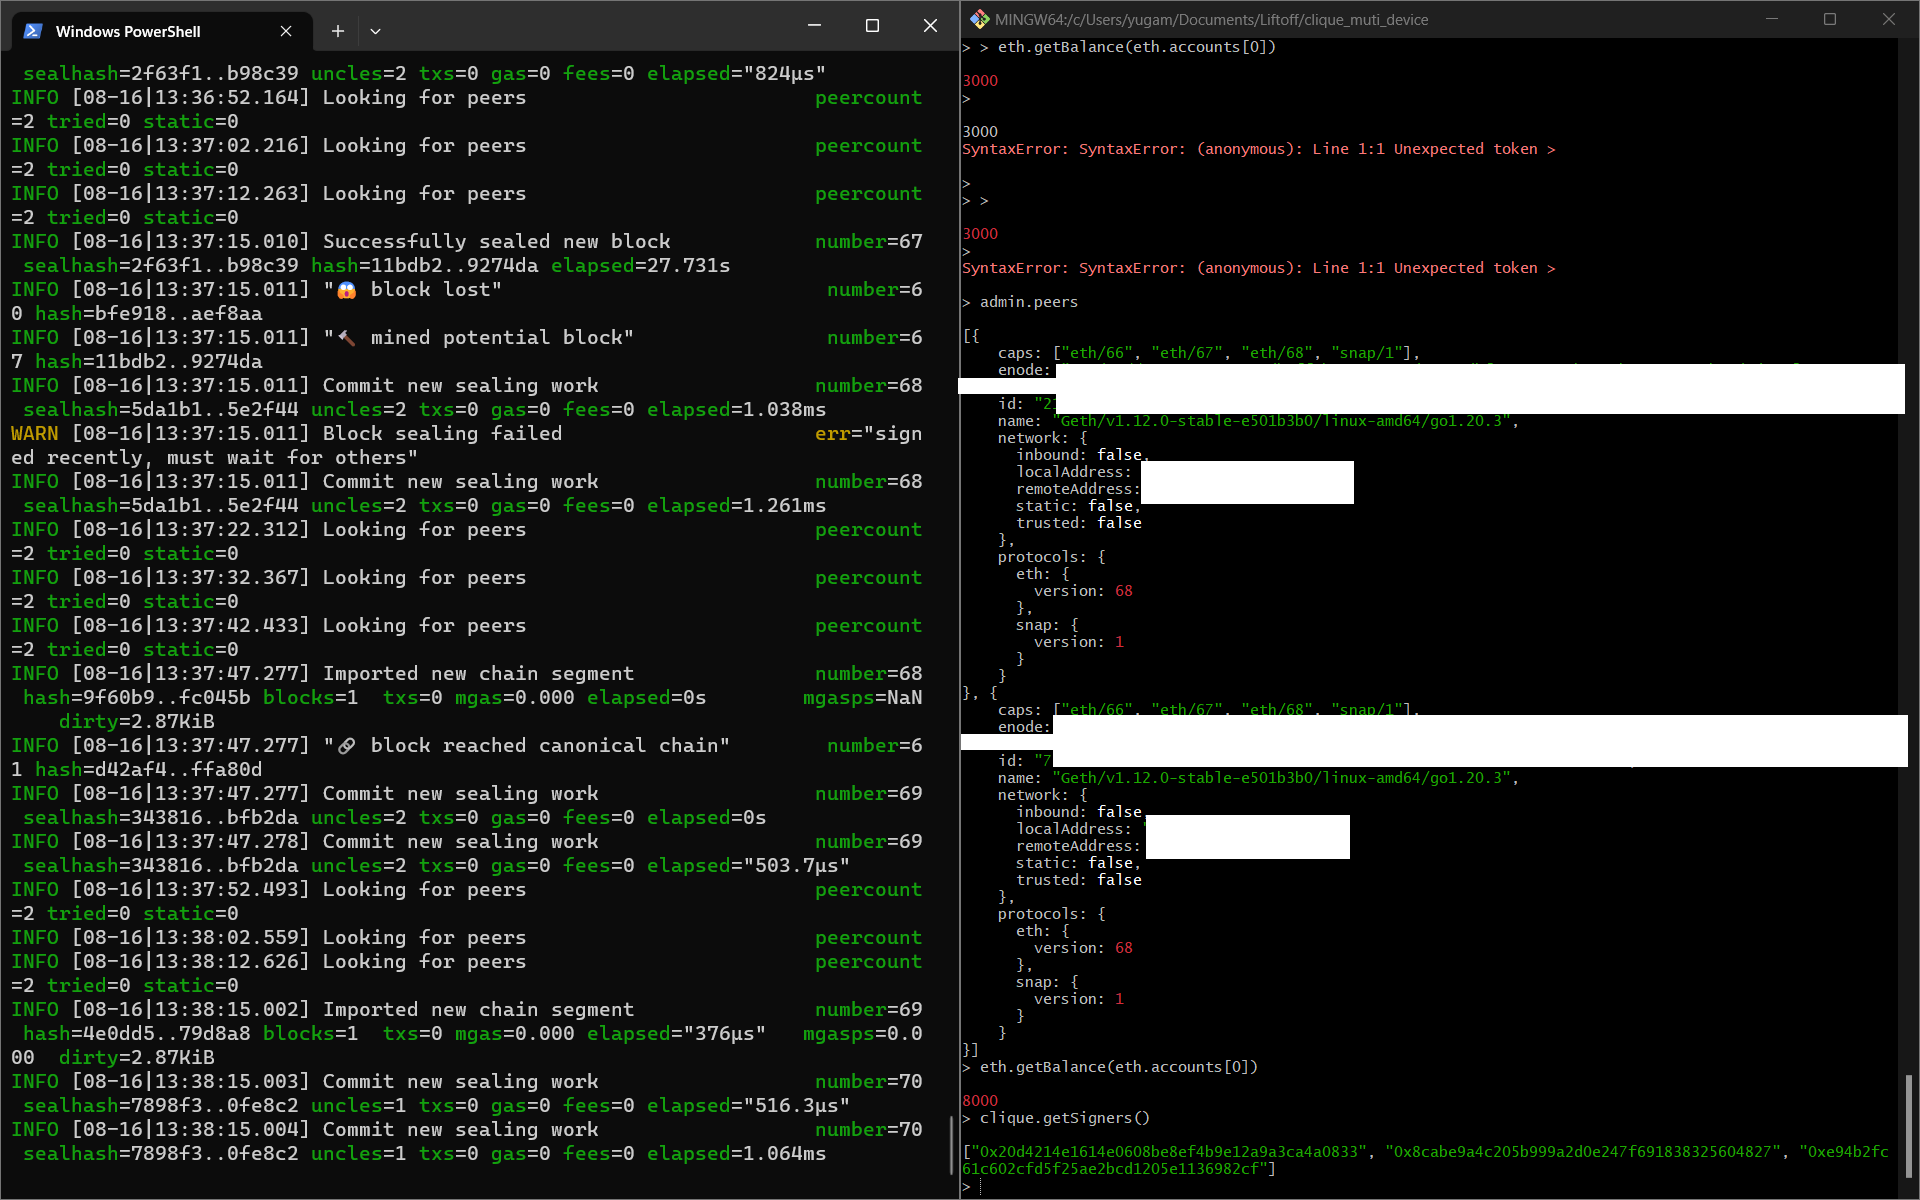 Windows PowerShell
sealhash=2f63f1..b98c39 uncles=2 txs=0 gas=0 fees=0 elapsed="824µs"
INFO [08-16|13:36:52.164] Looking for peers peercount
=2 tried=0 static=0
INFO [08-16|13:37:02.216] Looking for peers peercount
=2 tried=0 static=0
INFO [08-16|13:37:12.263] Looking for peers peercount
=2 tried=0 static=0
INFO [08-16|13:37:15.010] Successfully sealed new block number=67
sealhash=2f63f1..b98c39 hash=11bdb2..9274da elapsed=27.731s
INFO [08-16|13:37:15.011] "😱 block lost" number=6
0 hash=bfe918..aef8aa
INFO [08-16|13:37:15.011] "🔨 mined potential block" number=6
7 hash=11bdb2..9274da
INFO [08-16|13:37:15.011] Commit new sealing work number=68
sealhash=5da1b1..5e2f44 uncles=2 txs=0 gas=0 fees=0 elapsed=1.038ms
WARN [08-16|13:37:15.011] Block sealing failed err="sign
ed recently, must wait for others"
INFO [08-16|13:37:15.011] Commit new sealing work number=68
sealhash=5da1b1..5e2f44 uncles=2 txs=0 gas=0 fees=0 elapsed=1.261ms
INFO [08-16|13:37:22.312] Looking for peers peercount
=2 tried=0 static=0
INFO [08-16|13:37:32.367] Looking for peers peercount
=2 tried=0 static=0
INFO [08-16|13:37:42.433] Looking for peers peercount
=2 tried=0 static=0
INFO [08-16|13:37:47.277] Imported new chain segment number=68
hash=9f60b9..fc045b blocks=1 txs=0 mgas=0.000 elapsed=0s mgasps=NaN
dirty=2.87KiB
INFO [08-16|13:37:47.277] "🔗 block reached canonical chain" number=6
1 hash=d42af4..ffa80d
INFO [08-16|13:37:47.277] Commit new sealing work number=69
sealhash=343816..bfb2da uncles=2 txs=0 gas=0 fees=0 elapsed=0s
INFO [08-16|13:37:47.278] Commit new sealing work number=69
sealhash=343816..bfb2da uncles=2 txs=0 gas=0 fees=0 elapsed="503.7µs"
INFO [08-16|13:37:52.493] Looking for peers peercount
=2 tried=0 static=0
INFO [08-16|13:38:02.559] Looking for peers peercount
INFO [08-16|13:38:12.626] Looking for peers peercount
=2 tried=0 static=0
INFO [08-16|13:38:15.002] Imported new chain segment number=69
hash=4e0dd5..79d8a8 blocks=1 txs=0 mgas=0.000 elapsed="376µs" mgasps=0.0
00 dirty=2.87KiB
INFO [08-16|13:38:15.003] Commit new sealing work number=70
sealhash=7898f3..0fe8c2 uncles=1 txs=0 gas=0 fees=0 elapsed="516.3µs"
INFO [08-16|13:38:15.004] Commit new sealing work number=70
sealhash=7898f3..0fe8c2 uncles=1 txs=0 gas=0 fees=0 elapsed=1.064ms
MINGW64:/c/Users/yugam/Documents/Liftoff/clique_muti_device
> > eth.getBalance(eth.accounts[0])
3000
>
3000
SyntaxError: SyntaxError: (anonymous): Line 1:1 Unexpected token >
>
> >
3000
>
SyntaxError: SyntaxError: (anonymous): Line 1:1 Unexpected token >
> admin.peers
[{
caps: ["eth/66", "eth/67", "eth/68", "snap/1"],
enode:
id: "21
name: "Geth/v1.12.0-stable-e501b3b0/linux-amd64/go1.20.3",
network: {
inbound: false,
localAddress:
remoteAddress:
static: false,
trusted: false
},
protocols: {
eth: {
version: 68
},
snap: {
version: 1
}
}
}, {
caps: ["eth/66", "eth/67", "eth/68", "snap/1"],
enode:
id: "7
name: "Geth/v1.12.0-stable-e501b3b0/linux-amd64/go1.20.3",
network: {
inbound: false,
localAddress: "
remoteAddress:
static: false,
trusted: false
},
protocols: {
eth: {
version: 68
},
snap: {
version: 1
}
}
}]
> eth.getBalance(eth.accounts[0])
8000
> clique.getSigners()
["0x20d4214e1614e0608be8ef4b9e12a9a3ca4a0833", "0x8cabe9a4c205b999a2d0e247f691838325604827", "0xe94b2fc
61c602cfd5f25ae2bcd1205e1136982cf"]
>